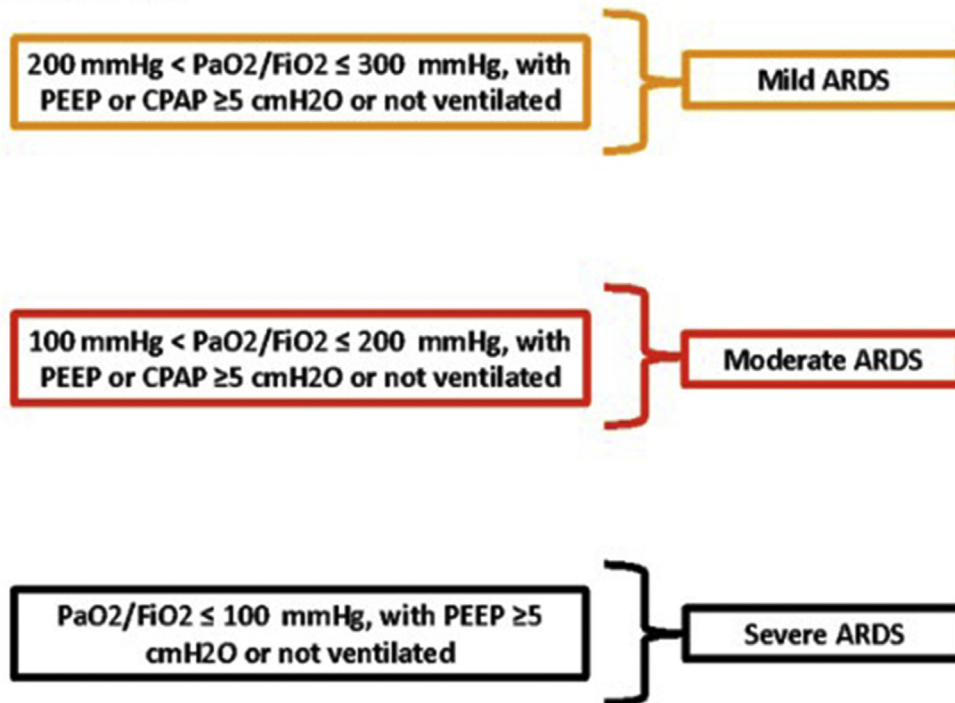 200 mmHg < PaO2/FiO2 ≤ 300 mmHg, with
PEEP or CPAP ≥5 cmH2O or not ventilated
Mild ARDS
100 mmHg < PaO2/FiO2 ≤ 200 mmHg, with
PEEP or CPAP ≥5 cmH2O or not ventilated
Moderate ARDS
PaO2/FiO2 ≤ 100 mmHg, with PEEP ≥5
cmH2O or not ventilated
Severe ARDS